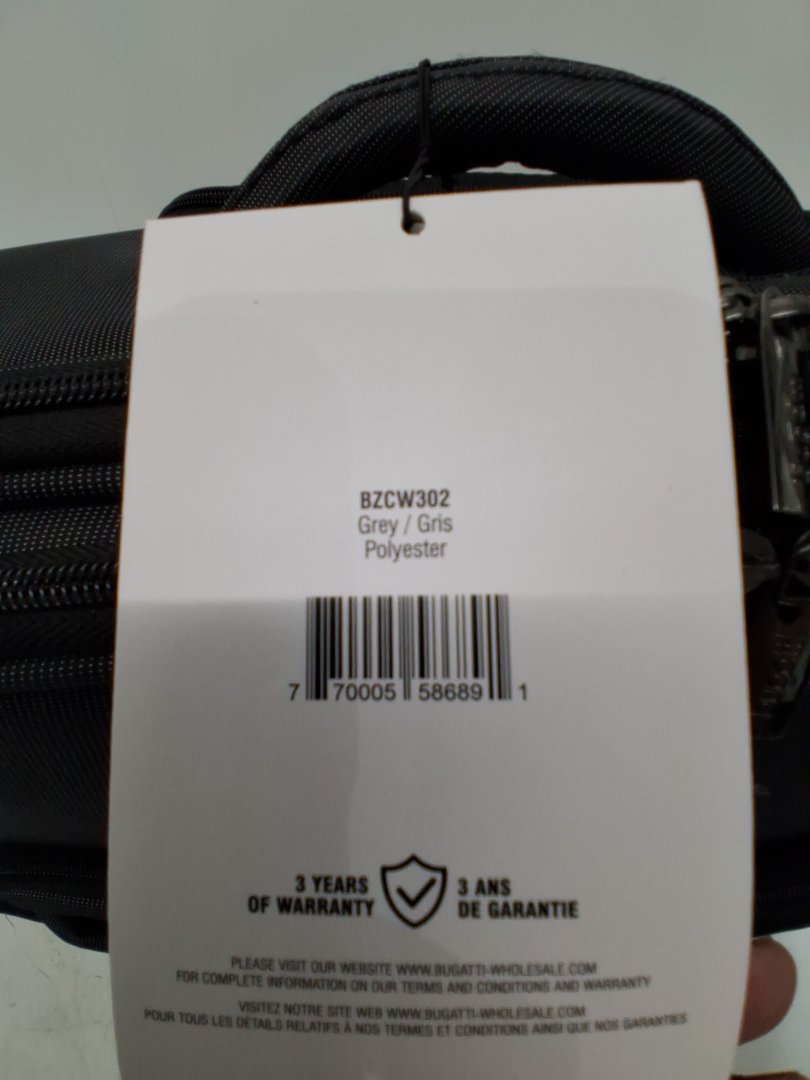 BZCW302
Grey / Gris
Polyester
7 70005 58689 1
3 YEARS OF WARRANTY
3 ANS DE GARANTIE
PLEASE VISIT OUR WEBSITE WWW.BUGATTI-WHOLESALE.COM
FOR COMPLETE INFORMATION ON OUR TERMS AND CONDITIONS AND WARRANTY
VISITEZ NOTRE SITE WEB WWW.BUGATTI-WHOLESALE.COM
POUR TOUS LES DÉTAILS RELATIFS À NOS TERMES ET CONDITIONS AINSI QUE NOS GARANTIES